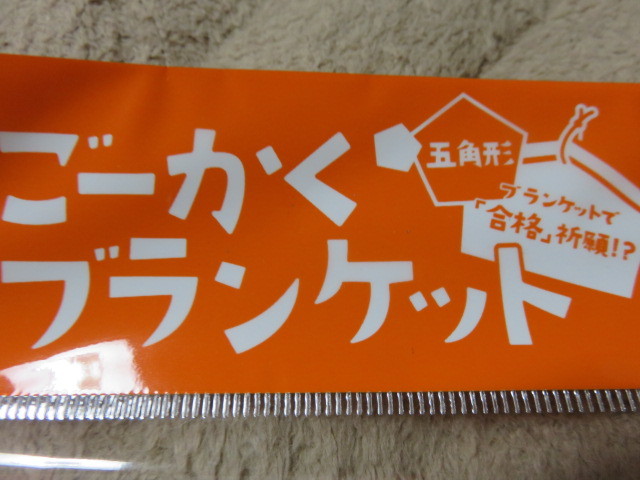 ごーかく
ブランケット
五角形
ブランケットで
「合格」祈願!?